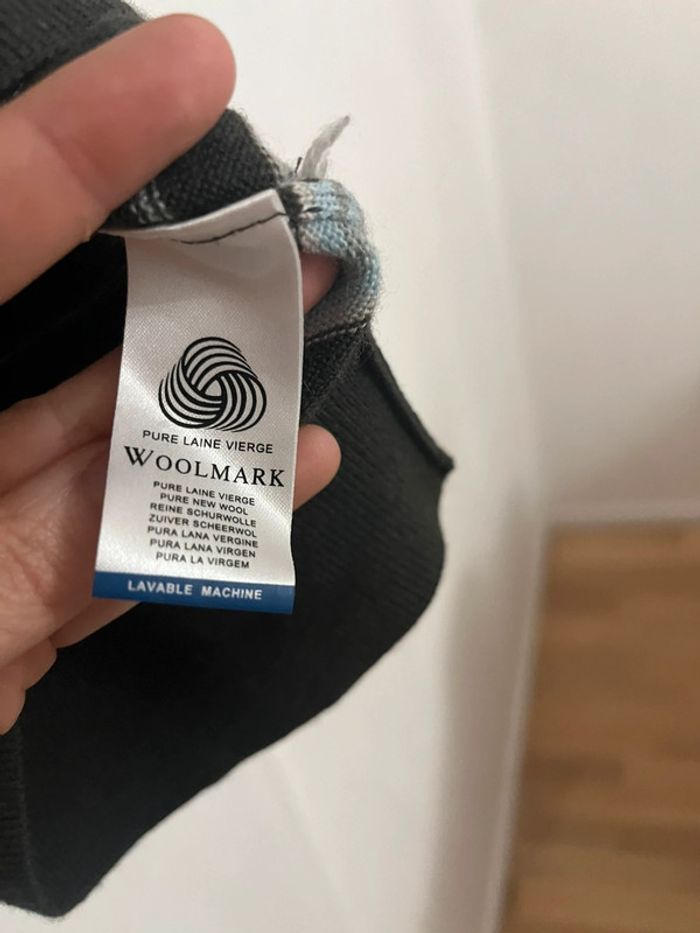 PURE LAINE VIERGE
WOOLMARK
PURE LAINE VIERGE
PURE NEW WOOL
REINE SCHURWOLLE
ZUIVER SCHEERWOL
PURA LANA VERGINE
PURA LANA VIRGEN
PURA LA VIRGEM
LAVABLE MACHINE